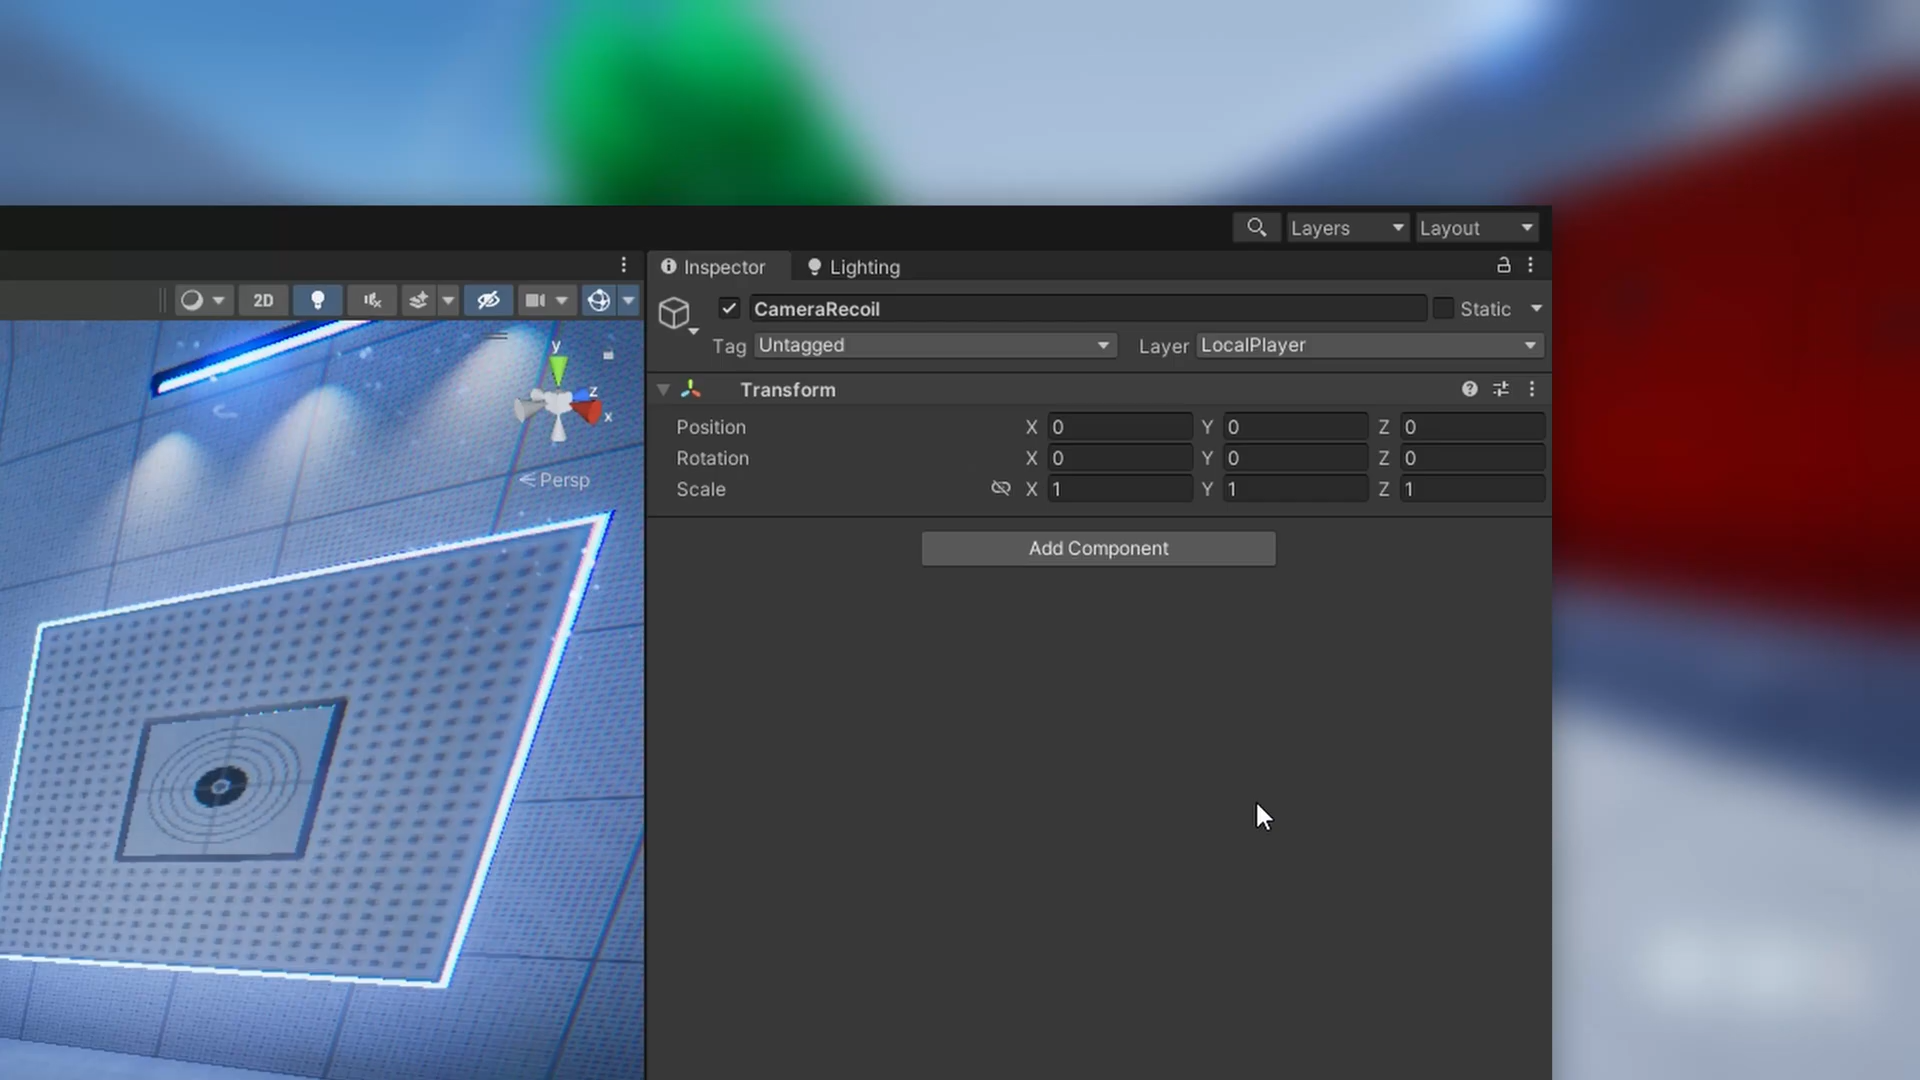 Layers
Layout
Inspector
Lighting
2D
CameraRecoil
Static
Tag
Untagged
Layer
LocalPlayer
y
z
x
Persp
Transform
Position X 0 Y 0 Z 0
Rotation X 0 Y 0 Z 0
Scale X 1 Y 1 Z 1
Add Component